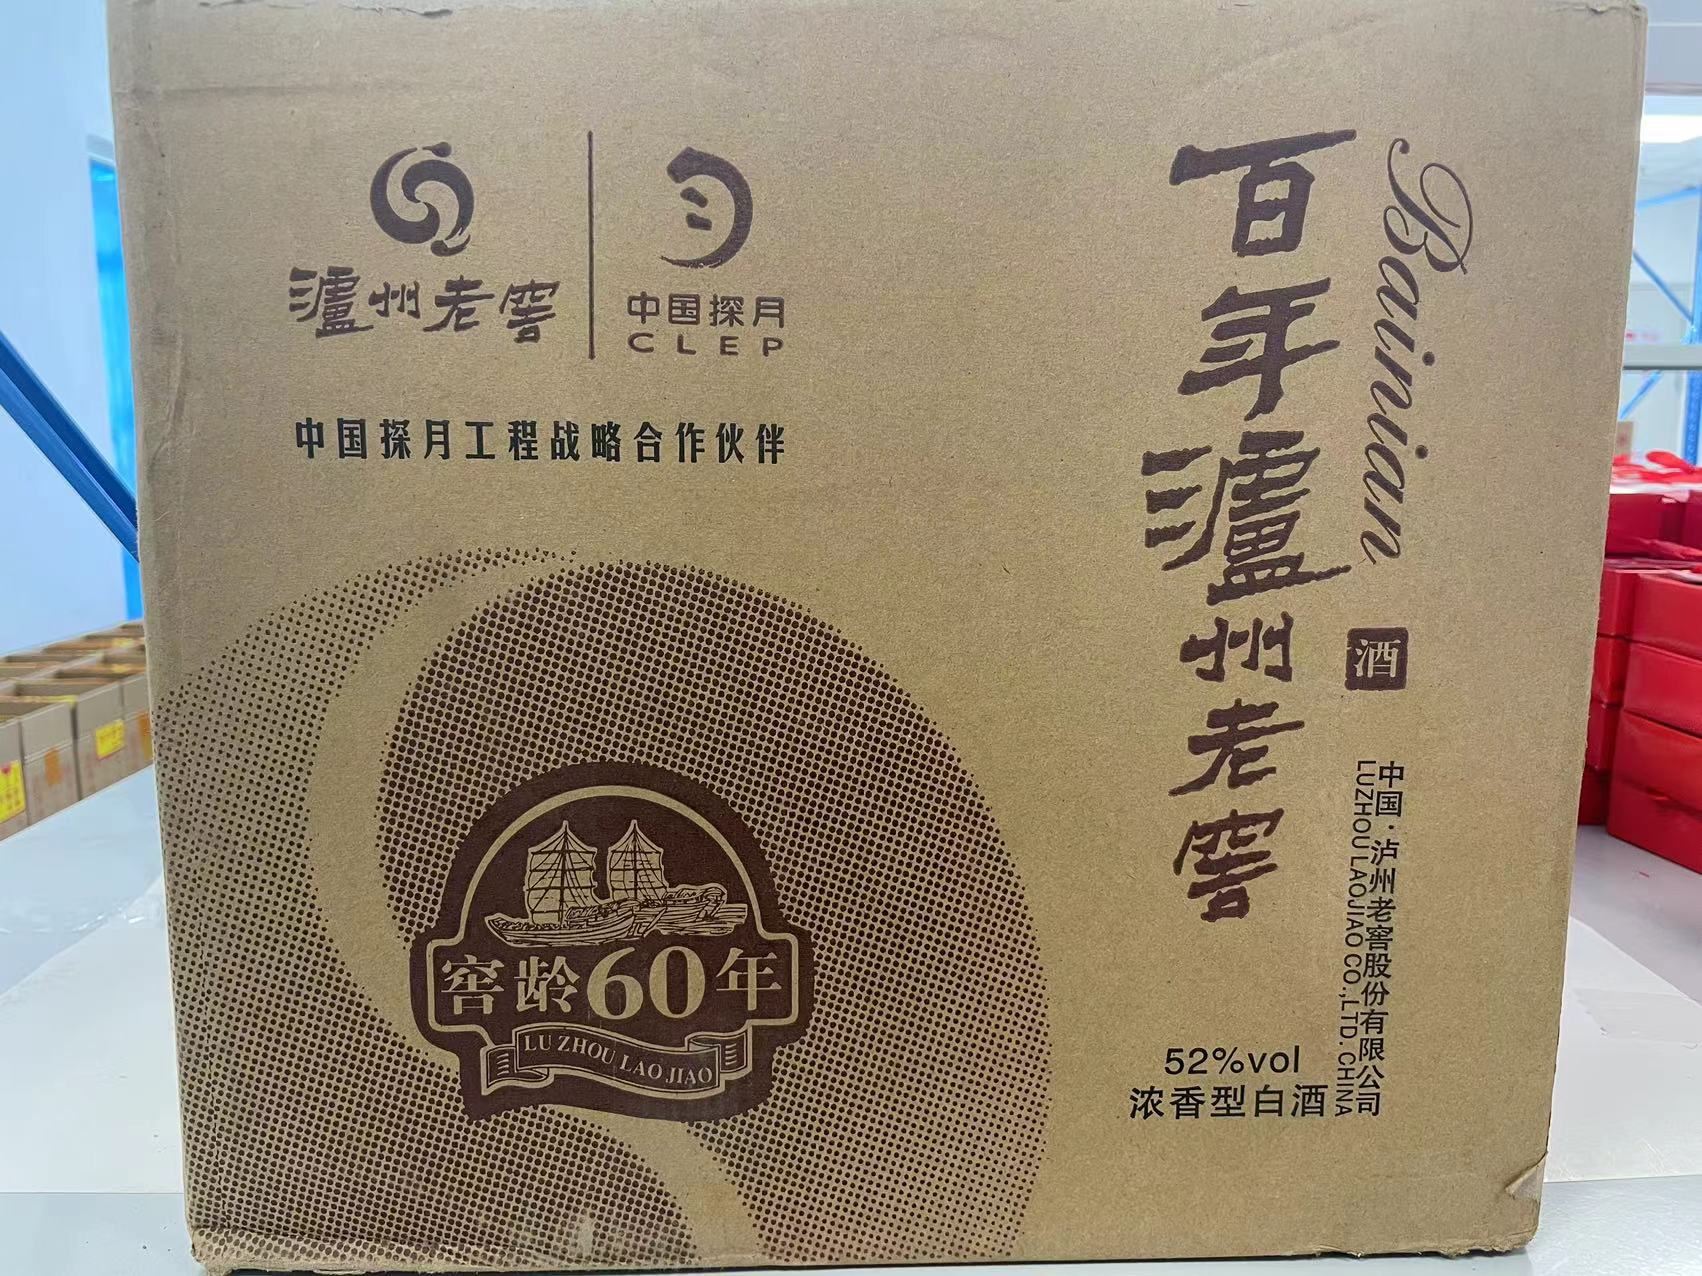 泸州老窖
中国探月
CLEP
中国探月工程战略合作伙伴
百年泸州老窖
Bainian
酒
中国·泸州老窖股份有限公司
LUZHOU LAOJIAO CO.,LTD. CHINA
窖龄60年
LU ZHOU LAO JIAO
52%vol
浓香型白酒